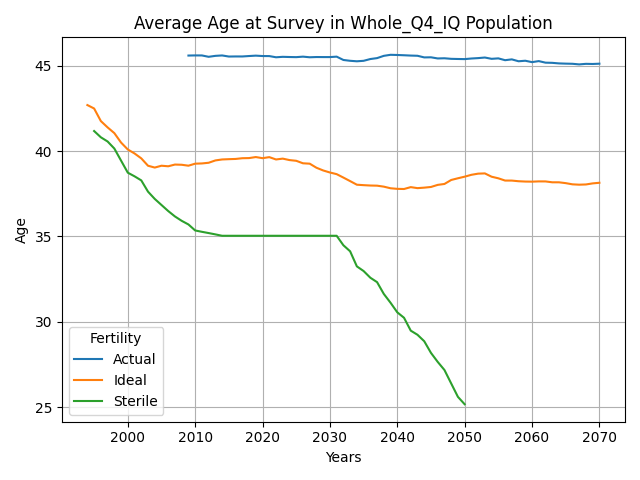 Average Age at Survey in Whole_Q4_IQ Population
Age
45
40
35
30
25
Fertility
Actual
Ideal
Sterile
2000 2010 2020 2030 2040 2050 2060 2070
Years